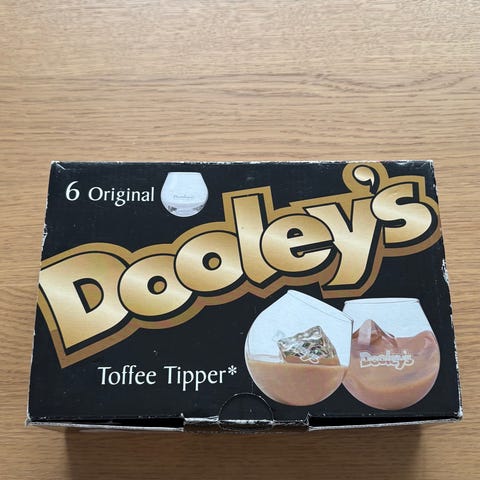 6 Original
Dooley's
Toffee Tipper*
Dooley's